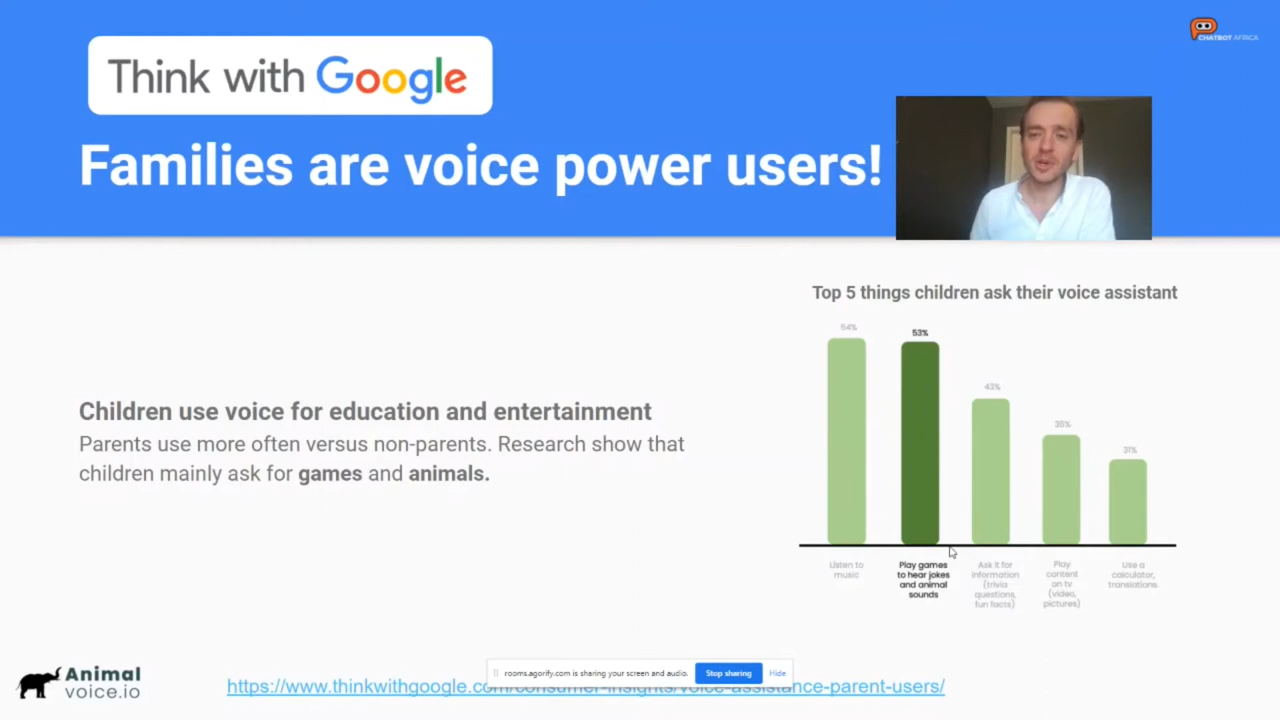 CHATBOT AFRICA
Think with Google
Families are voice power users!
Top 5 things children ask their voice assistant
54%
53%
43%
35%
31%
Children use voice for education and entertainment
Parents use more often versus non-parents. Research show that
children mainly ask for games and animals.
Listen to
music
Play games
to hear jokes
and animal
sounds
Ask it for
information
(trivia
questions,
fun facts)
Play
content
on tv
(video,
pictures)
Use a
calculator,
translations.
Animal
voice.io
rooms.agorify.com is sharing your screen and audio.
Stop sharing
Hide
https://www.thinkwithgoogle.com/consumer-insights/voice-assistance-parent-users/